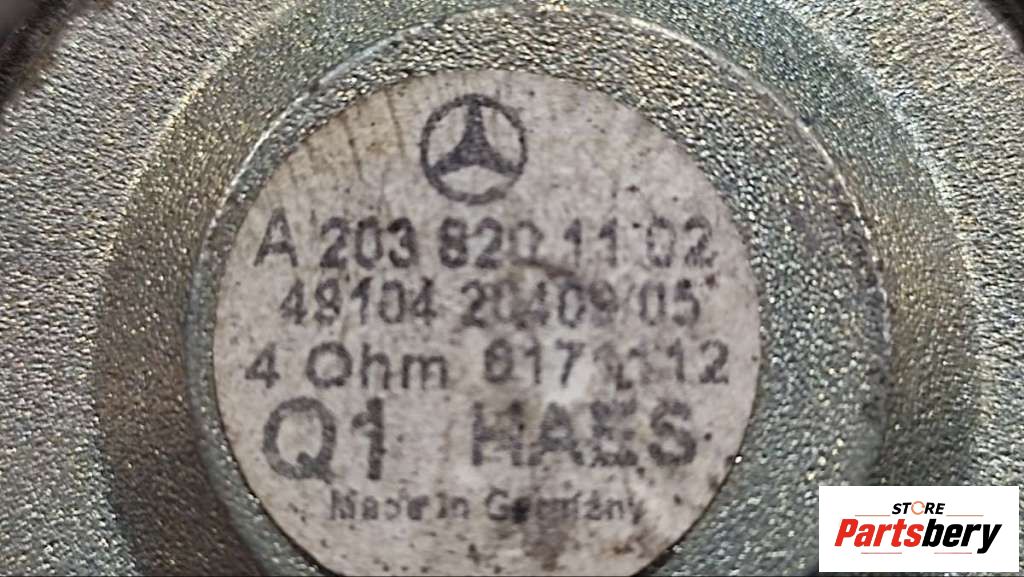 A 203 820 11 02
48104 20409/05
4 Ohm
Q1 HAES
Made in Germany
STORE
Partsbery